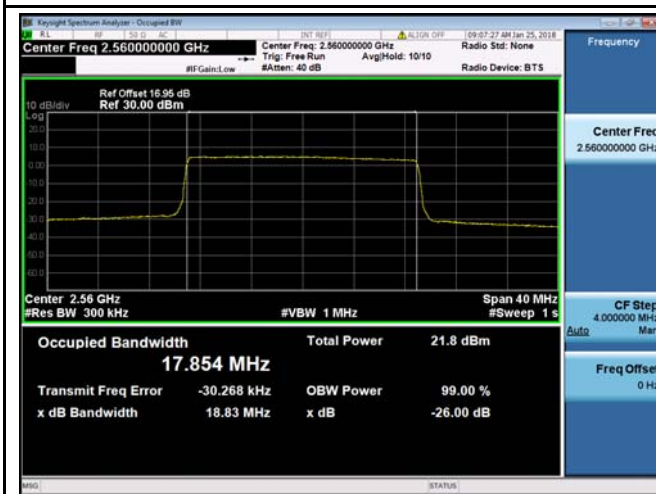 Keysight Spectrum Analyzer - Occupied BW
RL RF 50 Ω AC INT REF ALIGN OFF 09:07:27 AM Jan 25, 2018
Center Freq 2.560000000 GHz
Center Freq: 2.560000000 GHz
Radio Std: None
Trig: Free Run Avg|Hold: 10/10
#IFGain:Low #Atten: 40 dB Radio Device: BTS
Ref Offset 16.95 dB
10 dB/div Ref 30.00 dBm
Log
20.0
10.0
0.00
10.0
20.0
30.0
40.0
50.0
60.0
Center 2.56 GHz Span 40 MHz
#Res BW 300 kHz #VBW 1 MHz #Sweep 1 s
Occupied Bandwidth Total Power 21.8 dBm
17.854 MHz
Transmit Freq Error -30.268 kHz OBW Power 99.00 %
x dB Bandwidth 18.83 MHz x dB -26.00 dB
MSG STATUS
Frequency
Center Freq
2.560000000 GHz
CF Step
4.000000 MHz
Auto Man
Freq Offset
0 Hz